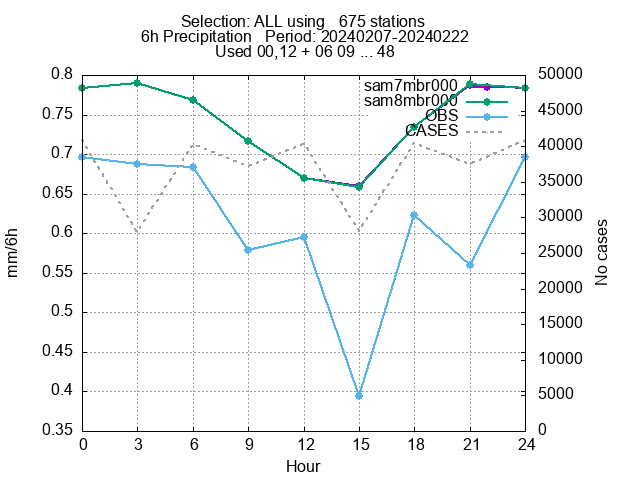 Selection: ALL using   675 stations
6h Precipitation   Period: 20240207-20240222
Used 00,12 + 06 09 ... 48
sam7mbr000
sam8mbr000
OBS
CASES
0.8
0.75
0.7
0.65
0.6
0.55
0.5
0.45
0.4
0.35
mm/6h
50000
45000
40000
35000
30000
25000
20000
15000
10000
5000
0
No cases
0 3 6 9 12 15 18 21 24
Hour